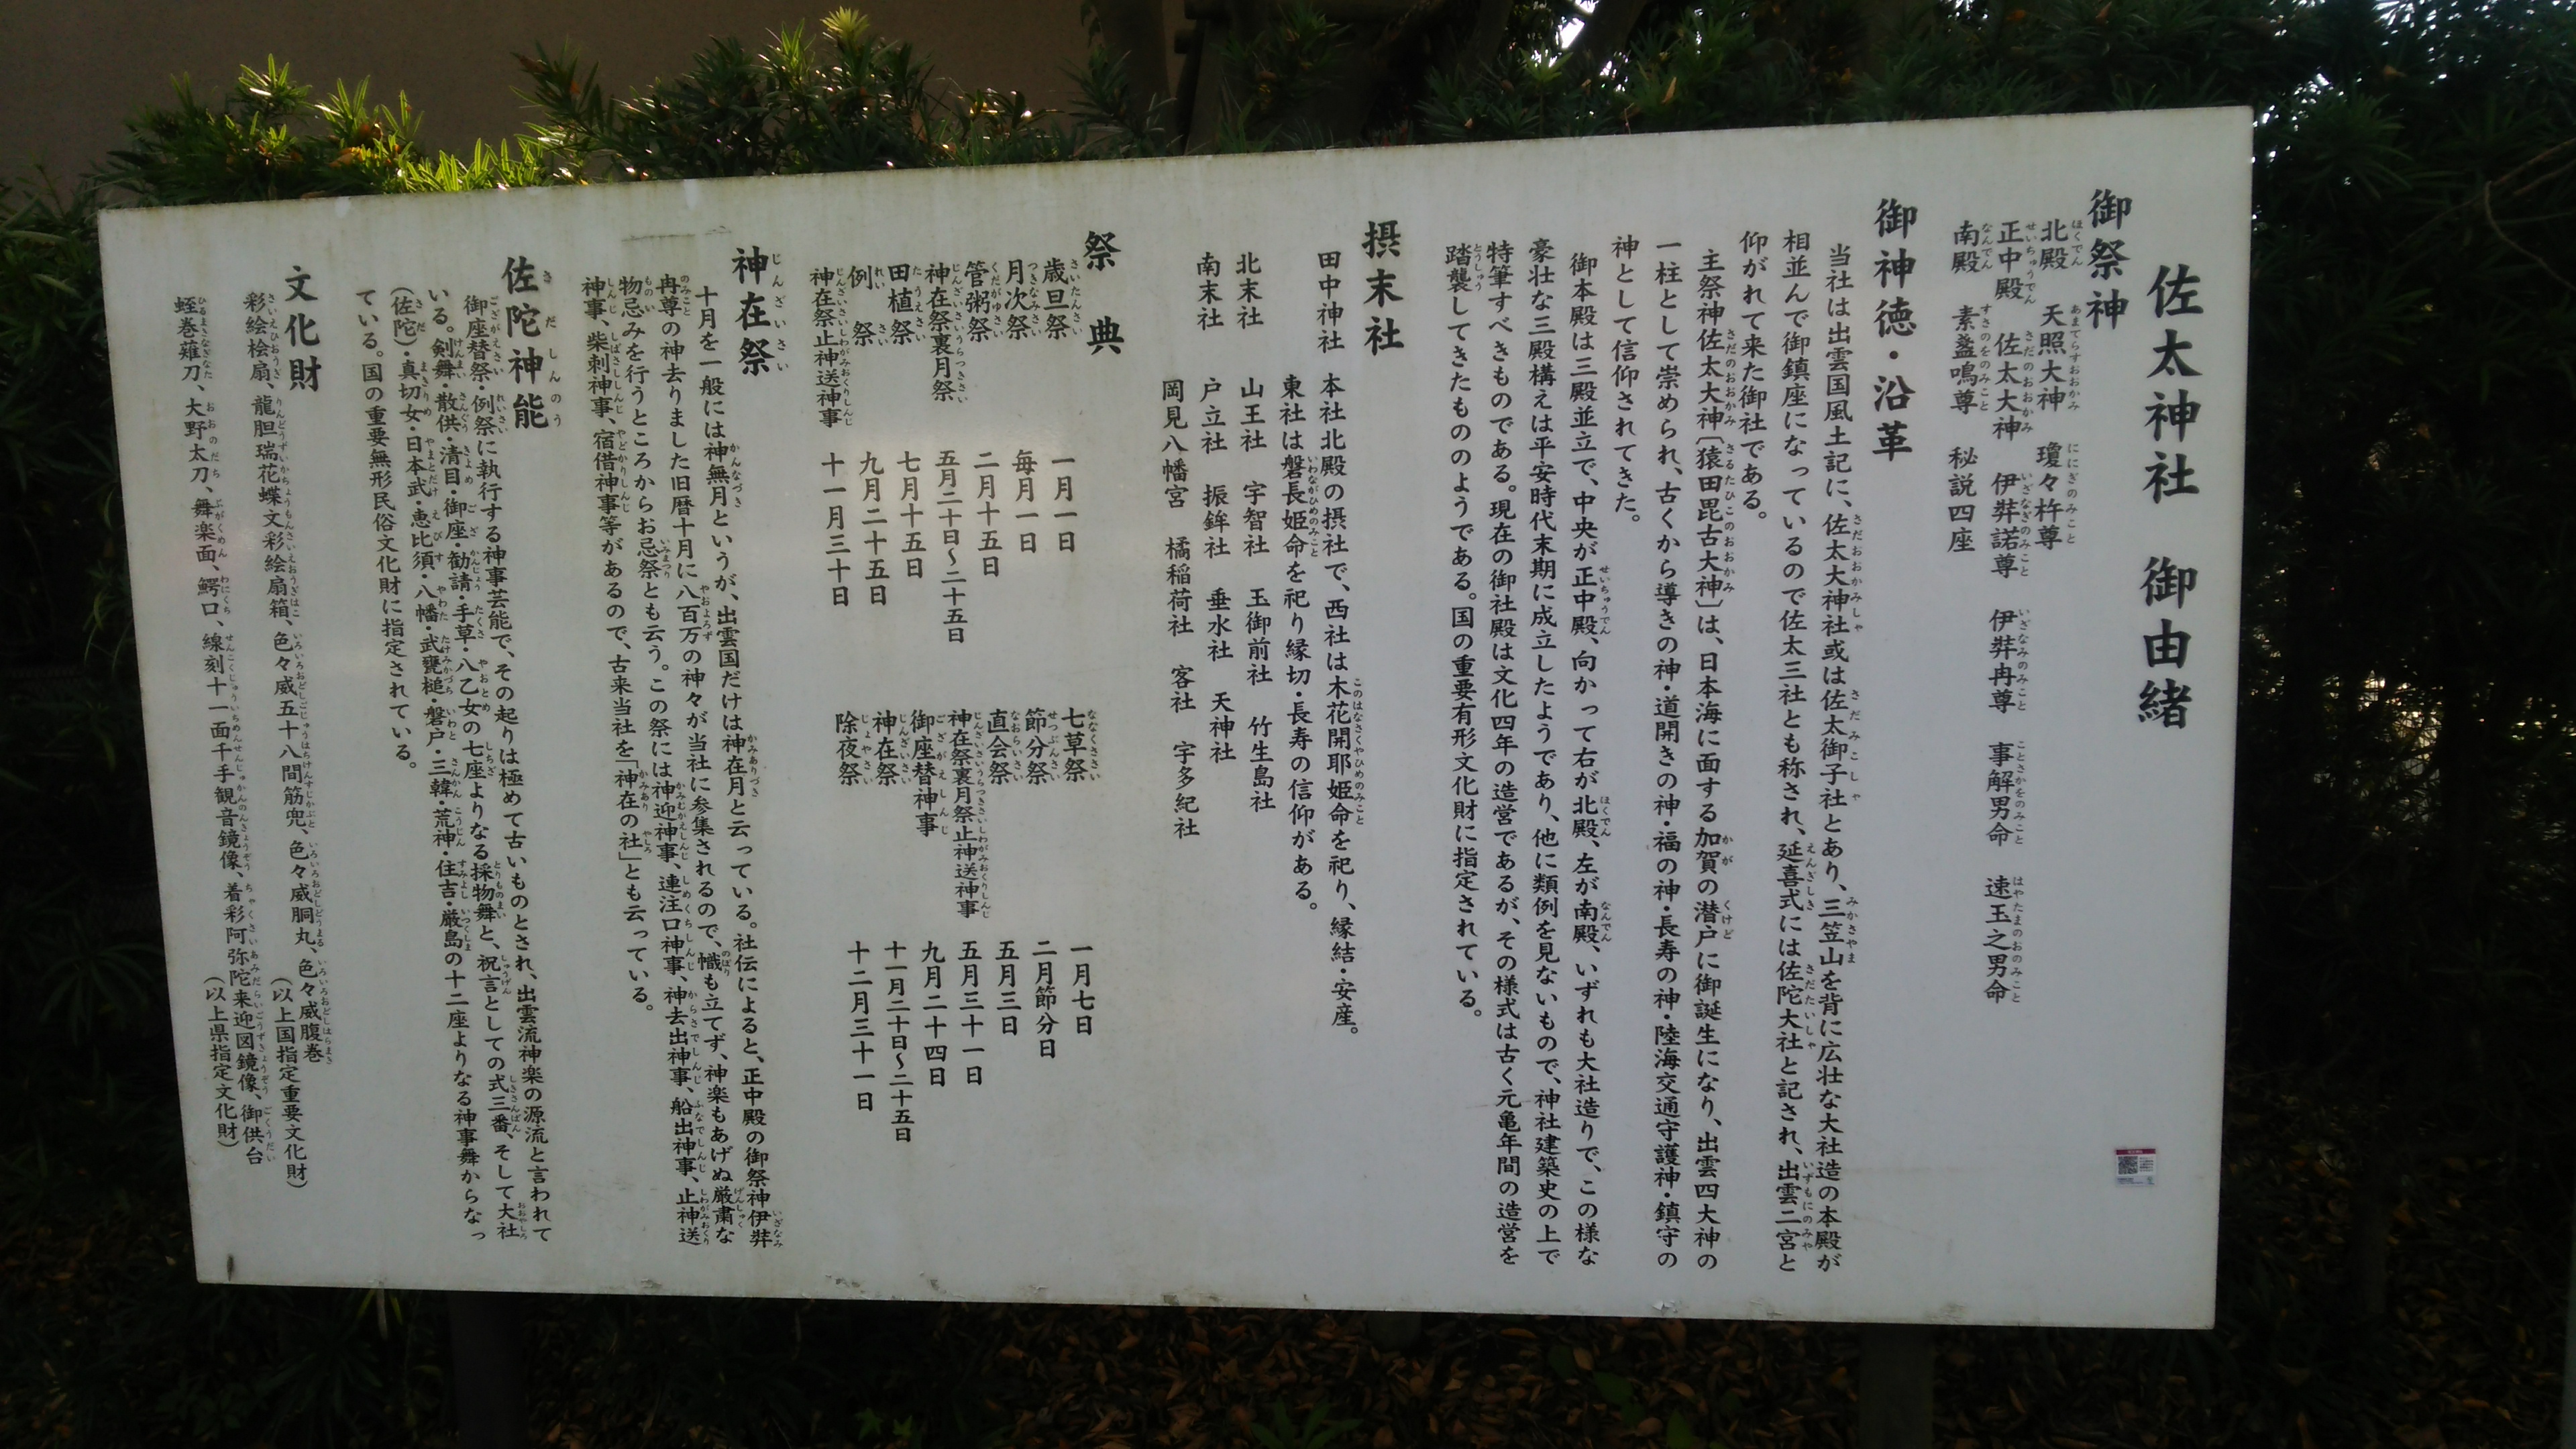 佐太神社 御由緒
御祭神
北殿 天照大神 瓊々杵尊
正中殿 佐太大神 伊弉諾尊 伊弉冉尊 事解男命 速玉之男命
南殿 素盞嗚尊 秘説四座
御神徳・沿革
当社は出雲国風土記に、佐太大神社或は佐太御子社とあり、三笠山を背に広壮な大社造の本殿が
相並んで御鎮座になっているので佐太三社とも称され、延喜式には佐陀大社と記され、出雲二宮と
仰がれて来た御社である。
主祭神佐太大神〔猿田毘古大神〕は、日本海に面する加賀の潜戸に御誕生になり、出雲四大神の
一柱として崇められ、古くから導きの神・道開きの神・福の神・長寿の神・陸海交通守護神・鎮守の
神として信仰されてきた。
御本殿は三殿並立で、中央が正中殿、向かって右が北殿、左が南殿、いずれも大社造りで、この様な
豪壮な三殿構えは平安時代末期に成立したようであり、他に類例を見ないもので、神社建築史の上で
特筆すべきものである。現在の御社殿は文化四年の造営であるが、その様式は古く元亀年間の造営を
踏襲してきたもののようである。国の重要有形文化財に指定されている。
摂末社
田中神社 本社北殿の摂社で、西社は木花開耶姫命を祀り、縁結・安産。
東社は磐長姫命を祀り縁切・長寿の信仰がある。
北末社 山王社 宇智社 玉御前社 竹生島社
南末社 戸立社 振鉾社 垂水社 天神社
岡見八幡宮 橘稲荷社 客社 宇多紀社
祭典
歳旦祭 一月一日 七草祭 一月七日
月次祭 毎月一日 節分祭 二月節分日
管粥祭 二月十五日 直会祭 五月三日
神在祭裏月祭 五月二十日〜二十五日 神在祭裏月祭止神送神事 五月三十一日
田植祭 七月十五日 御座替神事 九月二十四日
例祭 九月二十五日 神在祭 十一月二十日〜二十五日
神在祭止神送神事 十一月三十日 除夜祭 十二月三十一日
神在祭
十月を一般には神無月というが、出雲国だけは神在月と云っている。社伝によると、正中殿の御祭神伊弉
冉尊の神去りました旧暦十月に八百万の神々が当社に参集されるので、幟も立てず、神楽もあげぬ厳粛な
物忌みを行うところからお忌祭とも云う。この祭には神迎神事、連注口神事、神去出神事、船出神事、止神送
神事、柴刺神事、宿借神事等があるので、古来当社を「神在の社」とも云っている。
佐陀神能
御座替祭・例祭に執行する神事芸能で、その起りは極めて古いものとされ、出雲流神楽の源流と言われて
いる。剣舞・散供・清目・御座・勧請・手草・八乙女の七座よりなる採物舞と、祝言としての式三番、そして大社
(佐陀)・真切女・日本武・恵比須・八幡・武甕槌・磐戸・三韓・荒神・住吉・厳島の十二座よりなる神事舞からなっ
ている。国の重要無形民俗文化財に指定されている。
文化財
彩絵桧扇、龍胆瑞花蝶文彩絵扇箱、色々威五十八間筋兜、色々威胴丸、色々威腹巻
(以上国指定重要文化財)
蛭巻薙刀、大野太刀、舞楽面、鰐口、線刻十一面千手観音鏡像、着彩阿弥陀来迎図鏡像、御供台
(以上県指定文化財)